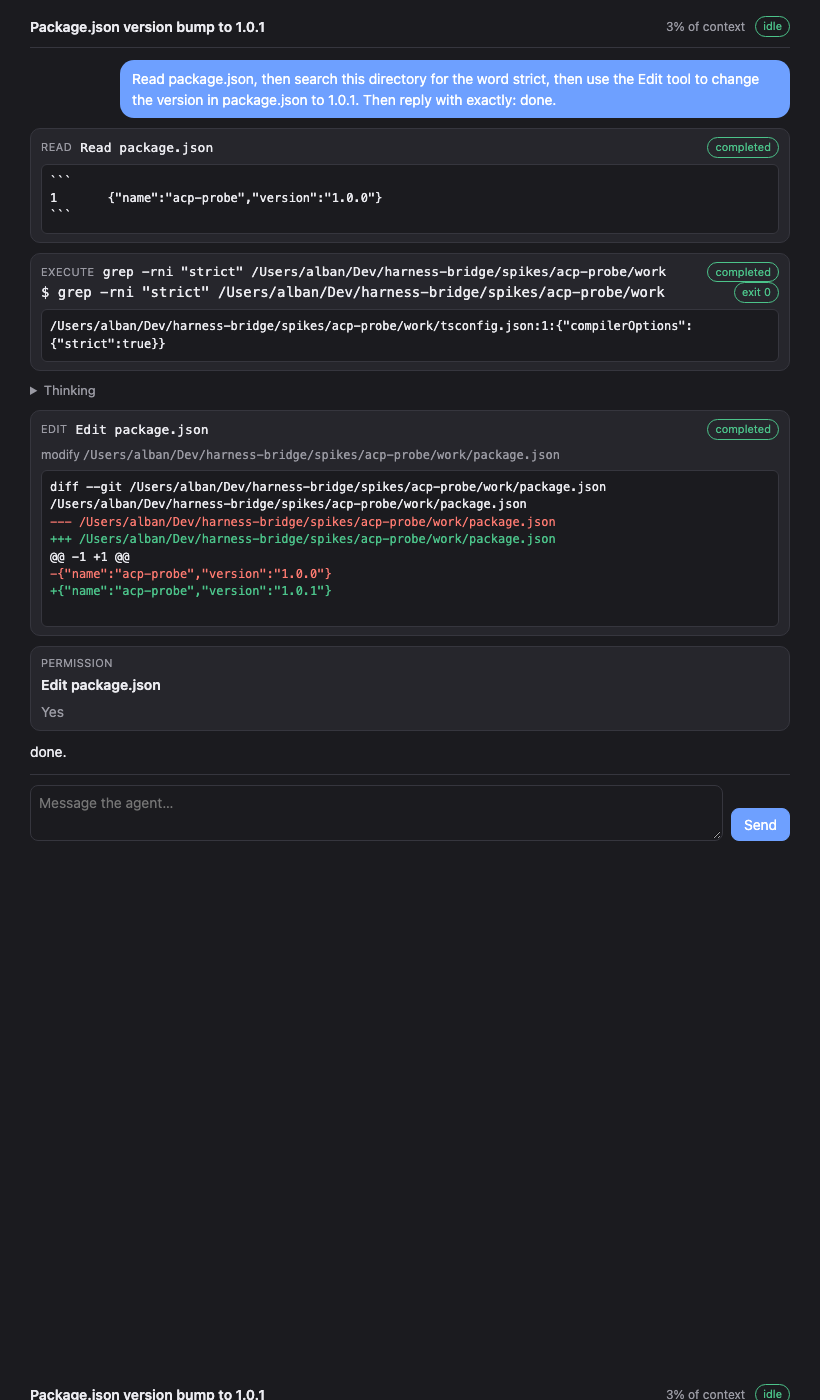 Package.json version bump to 1.0.1 3% of context idle
Read package.json, then search this directory for the word strict, then use the Edit tool to change
the version in package.json to 1.0.1. Then reply with exactly: done.
READ Read package.json completed
```
1 {"name":"acp-probe","version":"1.0.0"}
```
EXECUTE grep -rni "strict" /Users/alban/Dev/harness-bridge/spikes/acp-probe/work completed
$ grep -rni "strict" /Users/alban/Dev/harness-bridge/spikes/acp-probe/work exit 0
/Users/alban/Dev/harness-bridge/spikes/acp-probe/work/tsconfig.json:1:{"compilerOptions":
{"strict":true}}
Thinking
EDIT Edit package.json completed
modify /Users/alban/Dev/harness-bridge/spikes/acp-probe/work/package.json
diff --git /Users/alban/Dev/harness-bridge/spikes/acp-probe/work/package.json
/Users/alban/Dev/harness-bridge/spikes/acp-probe/work/package.json
--- /Users/alban/Dev/harness-bridge/spikes/acp-probe/work/package.json
+++ /Users/alban/Dev/harness-bridge/spikes/acp-probe/work/package.json
@@ -1 +1 @@
-{"name":"acp-probe","version":"1.0.0"}
+{"name":"acp-probe","version":"1.0.1"}
PERMISSION
Edit package.json
Yes
done.
Message the agent...
Send
Package.json version bump to 1.0.1 3% of context idle